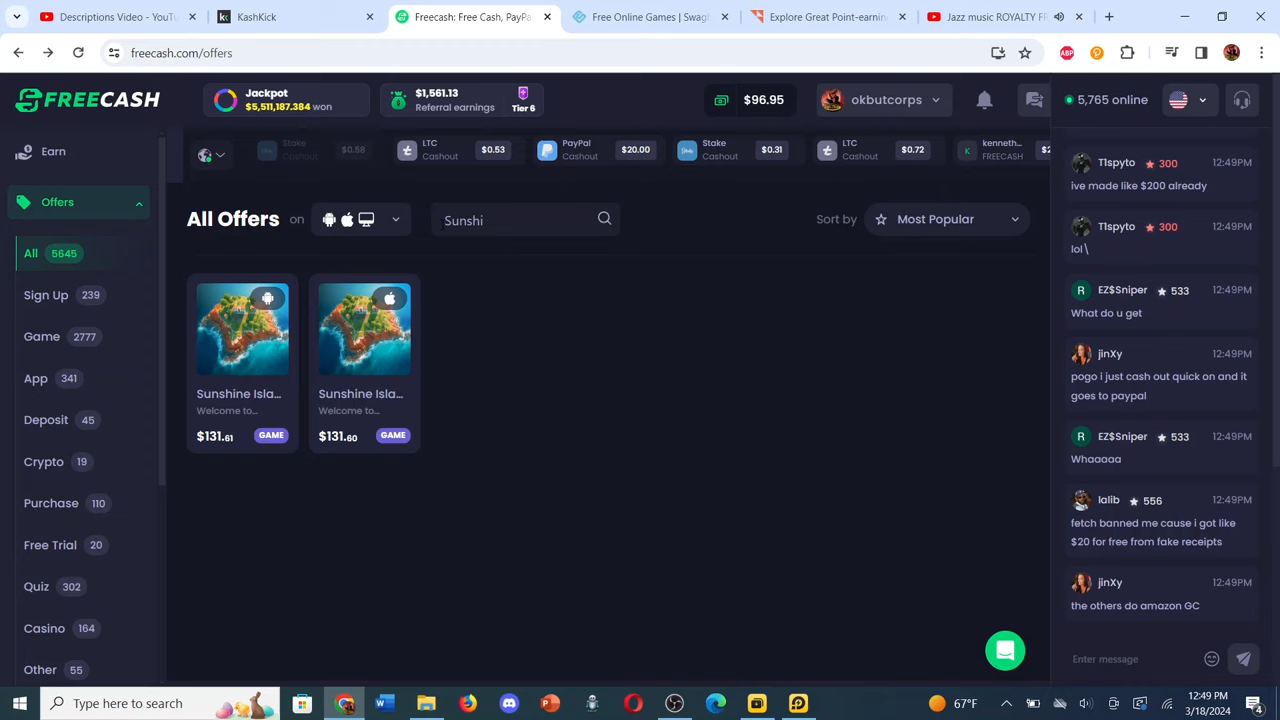 Descriptions Video - YouTu
KashKick
Freecash: Free Cash, PayPa
Free Online Games | Swagb
Explore Great Point-earnin
Jazz music ROYALTY FR
freecash.com/offers
ABP
FREECASH
Jackpot
$5,511,187.384 won
$1,561.13
Referral earnings
Tier 6
$96.95
okbutcorps
5,765 online
Earn
Stake
Cashout
$0.58
LTC
Cashout
$0.53
PayPal
Cashout
$20.00
Stake
Cashout
$0.31
LTC
Cashout
$0.72
K
kenneth...
FREECASH
Offers
All 5645
Sign Up 239
Game 2777
App 341
Deposit 45
Crypto 19
Purchase 110
Free Trial 20
Quiz 302
Casino 164
Other 55
All Offers on
Sunshi
Sort by
Most Popular
Sunshine Isla...
Welcome to...
$131.61
GAME
Sunshine Isla...
Welcome to...
$131.60
GAME
T1spyto 300 12:49PM
ive made like $200 already
T1spyto 300 12:49PM
lol\
R EZ$Sniper 533 12:49PM
What do u get
jinXy 12:49PM
pogo i just cash out quick on and it
goes to paypal
R EZ$Sniper 533 12:49PM
Whaaaaa
lalib 556 12:49PM
fetch banned me cause i got like
$20 for free from fake receipts
jinXy 12:49PM
the others do amazon GC
Enter message
Type here to search
67°F
12:49 PM
3/18/2024
4